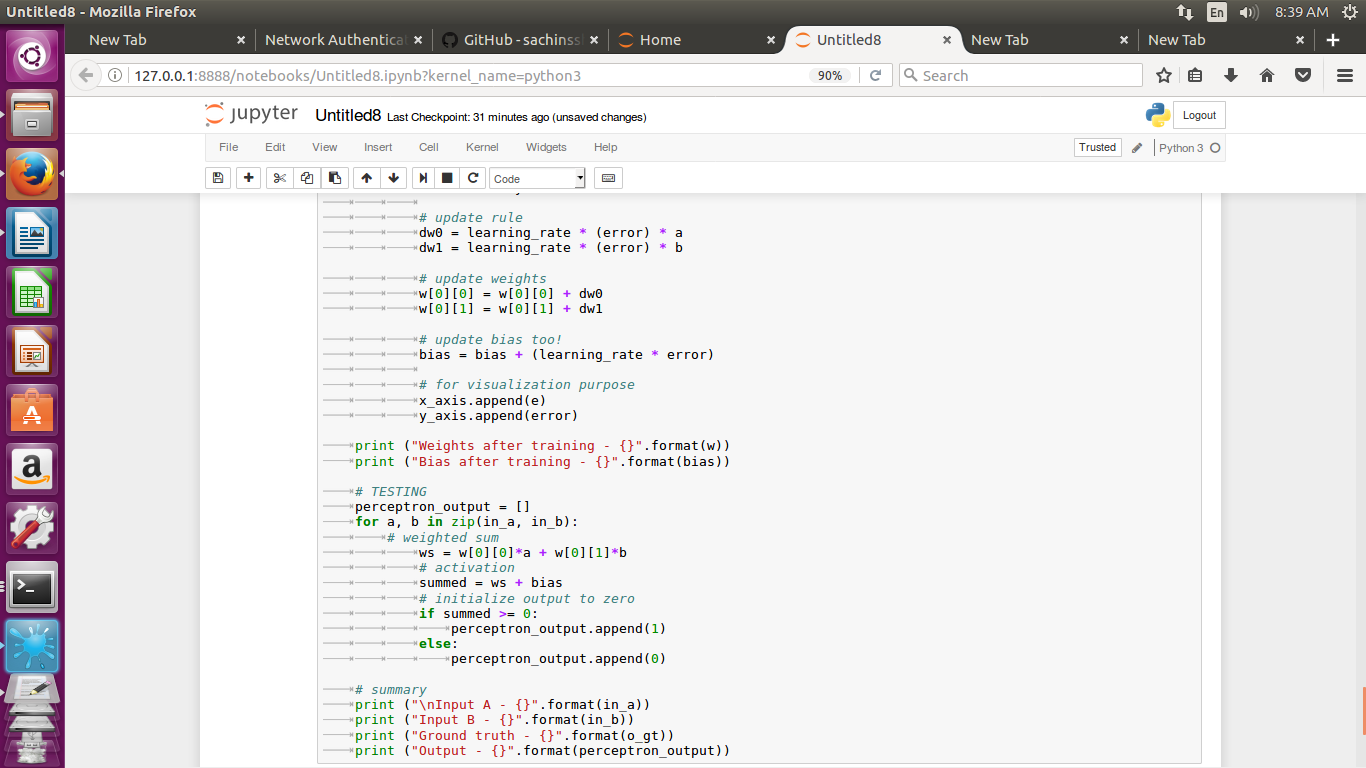 Untitled8 - Mozilla Firefox
En
8:39 AM
New Tab
Network Authentica
GitHub - sachinssl
Home
Untitled8
New Tab
New Tab
127.0.0.1:8888/notebooks/Untitled8.ipynb?kernel_name=python3
90%
Search
jupyter
Untitled8 Last Checkpoint: 31 minutes ago (unsaved changes)
Logout
File Edit View Insert Cell Kernel Widgets Help
Trusted
Python 3
Code
# update rule
dw0 = learning_rate * (error) * a
dw1 = learning_rate * (error) * b
# update weights
w[0][0] = w[0][0] + dw0
w[0][1] = w[0][1] + dw1
# update bias too!
bias = bias + (learning_rate * error)
# for visualization purpose
x_axis.append(e)
y_axis.append(error)
print ("Weights after training - {}".format(w))
print ("Bias after training - {}".format(bias))
# TESTING
perceptron_output = []
for a, b in zip(in_a, in_b):
# weighted sum
ws = w[0][0]*a + w[0][1]*b
# activation
summed = ws + bias
# initialize output to zero
if summed >= 0:
perceptron_output.append(1)
else:
perceptron_output.append(0)
# summary
print ("\nInput A - {}".format(in_a))
print ("Input B - {}".format(in_b))
print ("Ground truth - {}".format(o_gt))
print ("Output - {}".format(perceptron_output))